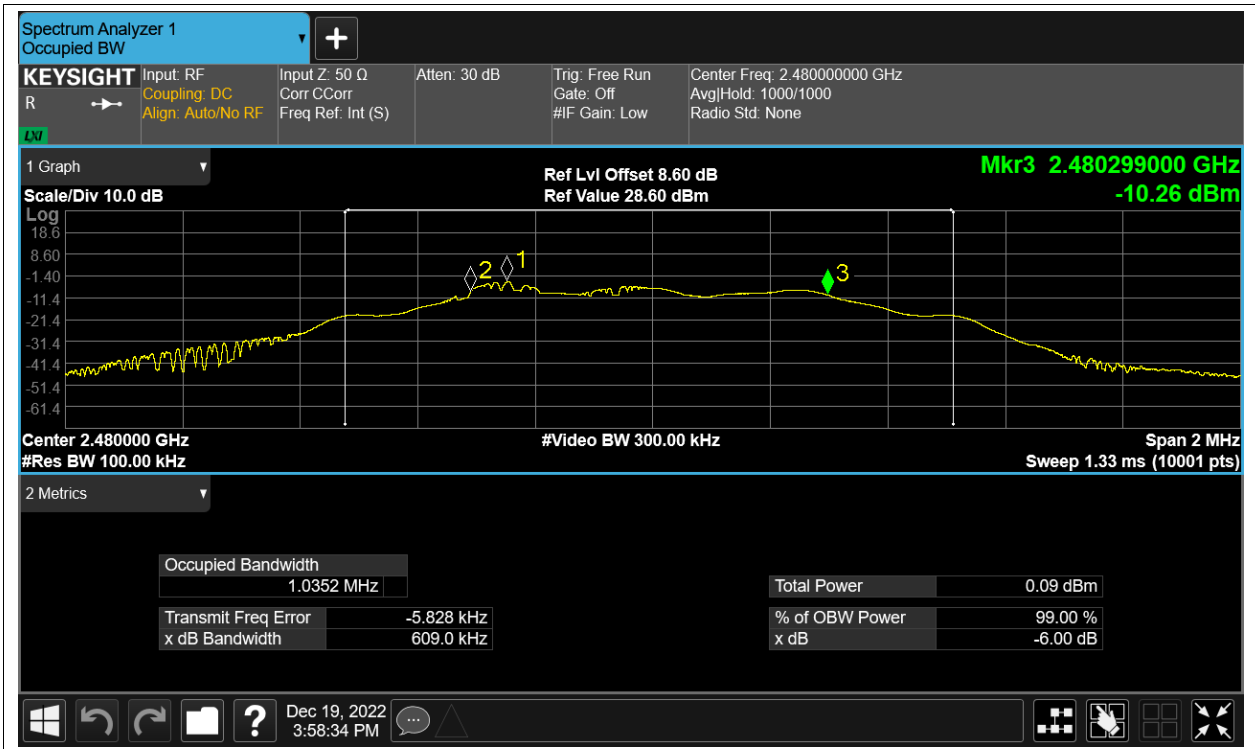 Spectrum Analyzer 1
Occupied BW
+
KEYSIGHT
R
LXI
Input: RF
Coupling: DC
Align: Auto/No RF
Input Z: 50 Ω
Corr CCorr
Freq Ref: Int (S)
Atten: 30 dB
Trig: Free Run
Gate: Off
#IF Gain: Low
Center Freq: 2.480000000 GHz
Avg|Hold: 1000/1000
Radio Std: None
1 Graph
Scale/Div 10.0 dB
Ref Lvl Offset 8.60 dB
Ref Value 28.60 dBm
Mkr3 2.480299000 GHz
-10.26 dBm
Log
18.6
8.60
-1.40
-11.4
-21.4
-31.4
-41.4
-51.4
-61.4
2 1
3
Center 2.480000 GHz
#Res BW 100.00 kHz
#Video BW 300.00 kHz
Span 2 MHz
Sweep 1.33 ms (10001 pts)
2 Metrics
Occupied Bandwidth
1.0352 MHz
Transmit Freq Error -5.828 kHz
x dB Bandwidth 609.0 kHz
Total Power 0.09 dBm
% of OBW Power 99.00 %
x dB -6.00 dB
?
Dec 19, 2022
3:58:34 PM